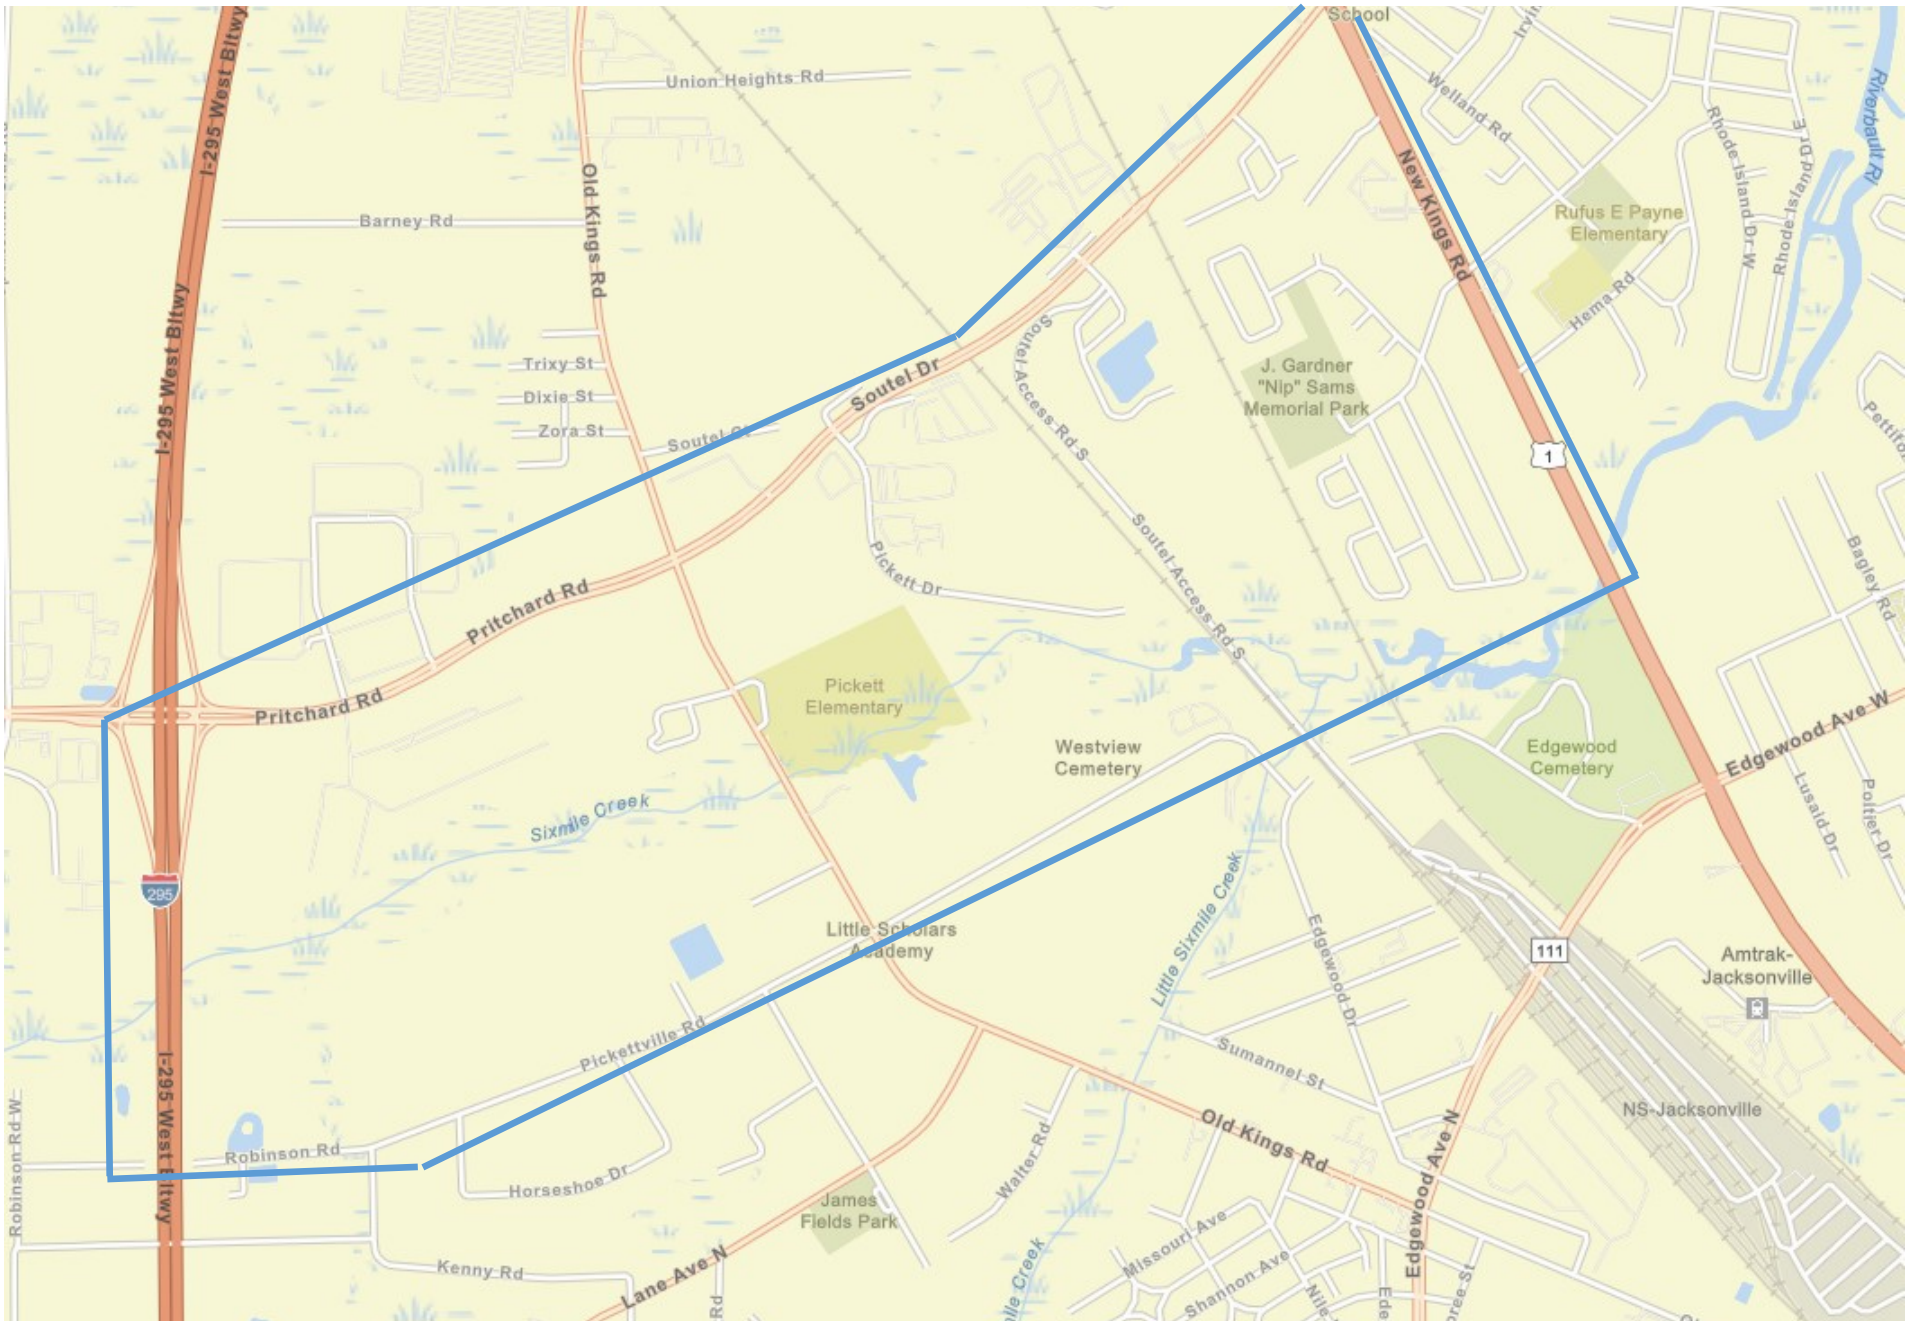 School
I-295 West Bltwy
Union Heights Rd
Welland Rd
Riverbault Rl
Rhode Island Dr W
Rhode Island Dr E
Old Kings Rd
New Kings Rd
Barney Rd
Rufus E Payne
Elementary
Hema Rd
I-295 West Bltwy
Trixy St
Dixie St
Zora St
Soutel Dr
Soutel Ct
Soutel Access Rd S
J. Gardner
"Nip" Sams
Memorial Park
1
Soutel Access Rd S
Bagley Rd
Pickett Dr
Pritchard Rd
Pritchard Rd
Pickett
Elementary
Westview
Cemetery
Edgewood
Cemetery
Edgewood Ave W
Lusaid Dr
Poitier Dr
Sixmile Creek
295
Little Scholars
Academy
Little Sixmile Creek
Edgewood Dr
111
Amtrak-
Jacksonville
Pickettville Rd
Sumannel St
I-295 West Bltwy
Robinson Rd W
Robinson Rd
Horseshoe Dr
Old Kings Rd
NS-Jacksonville
Walter Rd
Edgewood Ave N
James
Fields Park
Missouri Ave
Shannon Ave
Kenny Rd
Lane Ave N
Rd
Creek